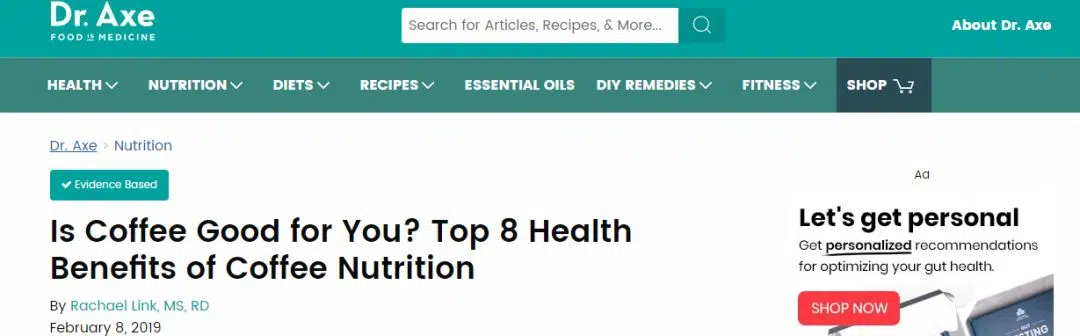 Dr. Axe
FOOD IS MEDICINE
Search for Articles, Recipes, & More...
About Dr. Axe
HEALTH
NUTRITION
DIETS
RECIPES
ESSENTIAL OILS
DIY REMEDIES
FITNESS
SHOP
Dr. Axe > Nutrition
Evidence Based
Is Coffee Good for You? Top 8 Health
Benefits of Coffee Nutrition
By Rachael Link, MS, RD
February 8, 2019
Ad
Let's get personal
Get personalized recommendations
for optimizing your gut health.
SHOP NOW